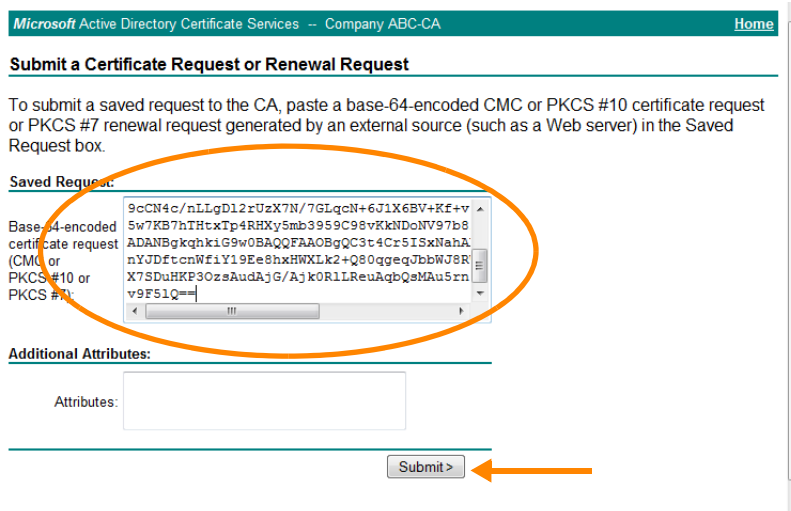 Microsoft Active Directory Certificate Services -- Company ABC-CA Home
Submit a Certificate Request or Renewal Request
To submit a saved request to the CA, paste a base-64-encoded CMC or PKCS #10 certificate request
or PKCS #7 renewal request generated by an external source (such as a Web server) in the Saved
Request box.
Saved Request:
Base-64-encoded
certificate request
(CMC or
PKCS #10 or
PKCS #7):
9cCN4c/nLLgDl2rUzX7N/7GLqcN+6J1X6BV+Kf+v
5w7KB7hTHtxTp4RHXy5mb3959C98vKkNDoNV97b8
ADANBgkqhkiG9w0BAQQFAAOBgQC3t4Cr5ISxNahA
nYJDftcnWfiY19Ee8hxHWXLk2+Q80qgeqJbbWJ8R
X7SDuHKP3OzsAudAjG/Ajk0RlLReuAqbQsMAu5rn
v9F5lQ==
Additional Attributes:
Attributes:
Submit >